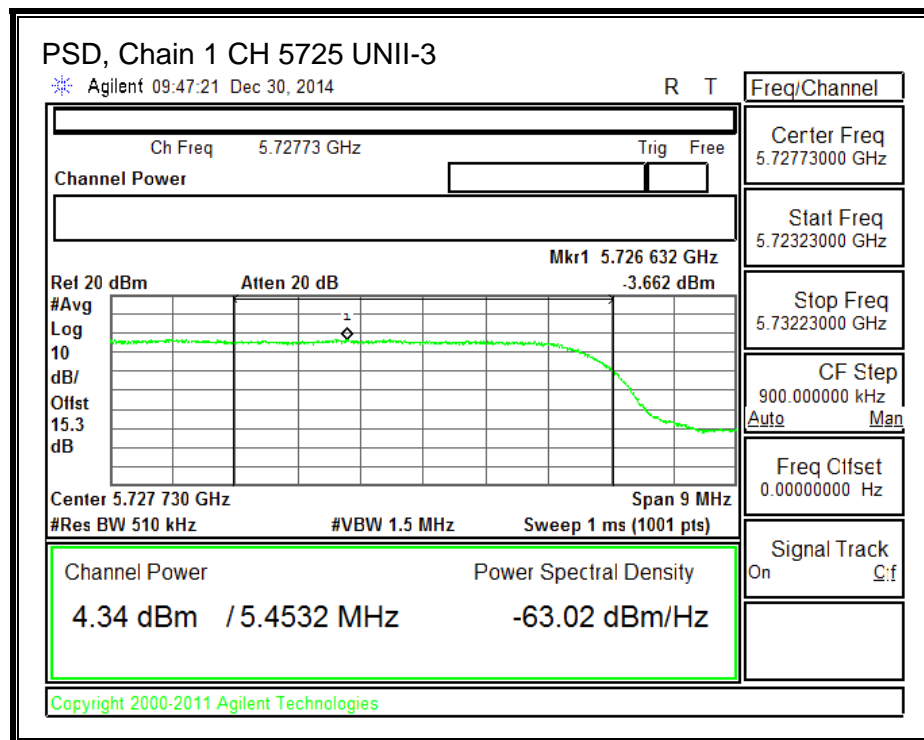 PSD, Chain 1 CH 5725 UNII-3
Agilent 09:47:21 Dec 30, 2014
R T
Freq/Channel
Ch Freq 5.72773 GHz
Trig Free
Channel Power
Center Freq
5.72773000 GHz
Start Freq
5.72323000 GHz
Mkr1 5.726 632 GHz
Ref 20 dBm Atten 20 dB -3.662 dBm
Stop Freq
5.73223000 GHz
#Avg
Log
10
dB/
Offst
15.3
dB
1
CF Step
900.000000 kHz
Auto Man
Freq Offset
0.00000000 Hz
Center 5.727 730 GHz Span 9 MHz
#Res BW 510 kHz #VBW 1.5 MHz Sweep 1 ms (1001 pts)
Signal Track
On Off
Channel Power
Power Spectral Density
4.34 dBm / 5.4532 MHz
-63.02 dBm/Hz
Copyright 2000-2011 Agilent Technologies